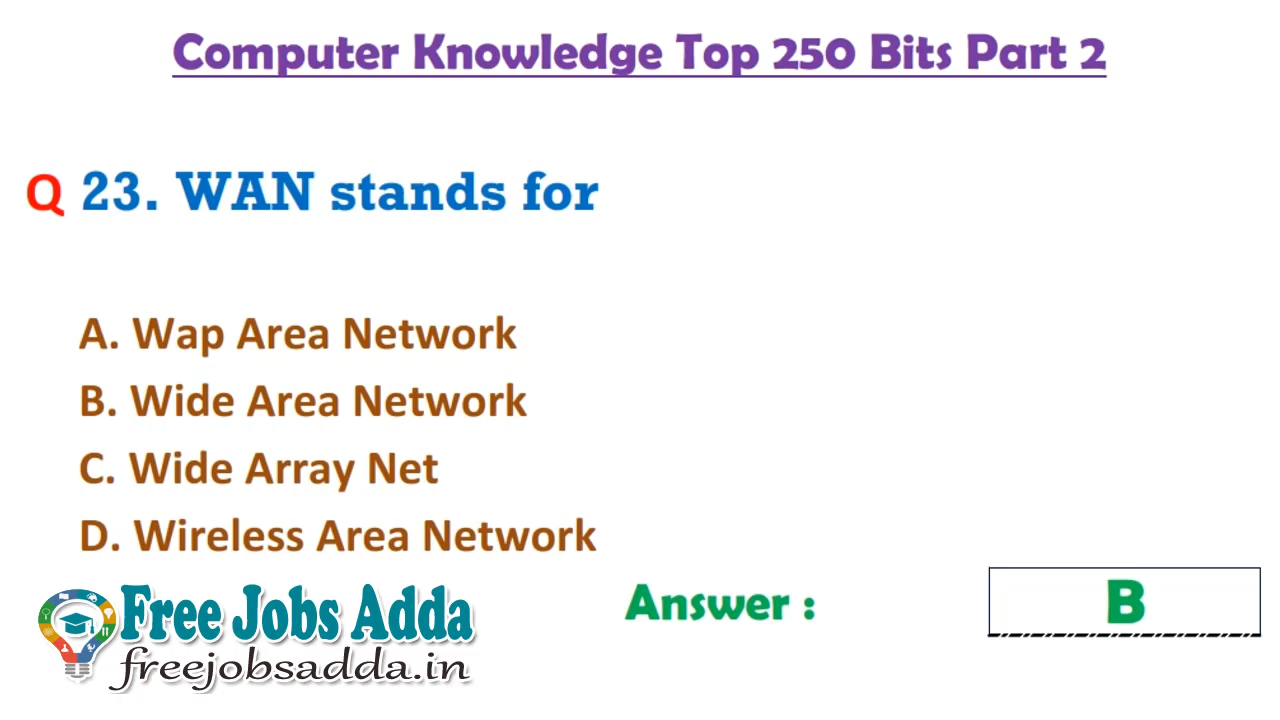 Computer Knowledge Top 250 Bits Part 2
Q 23. WAN stands for
A. Wap Area Network
B. Wide Area Network
C. Wide Array Net
D. Wireless Area Network
Answer : B
Free Jobs Adda
freejobsadda.in